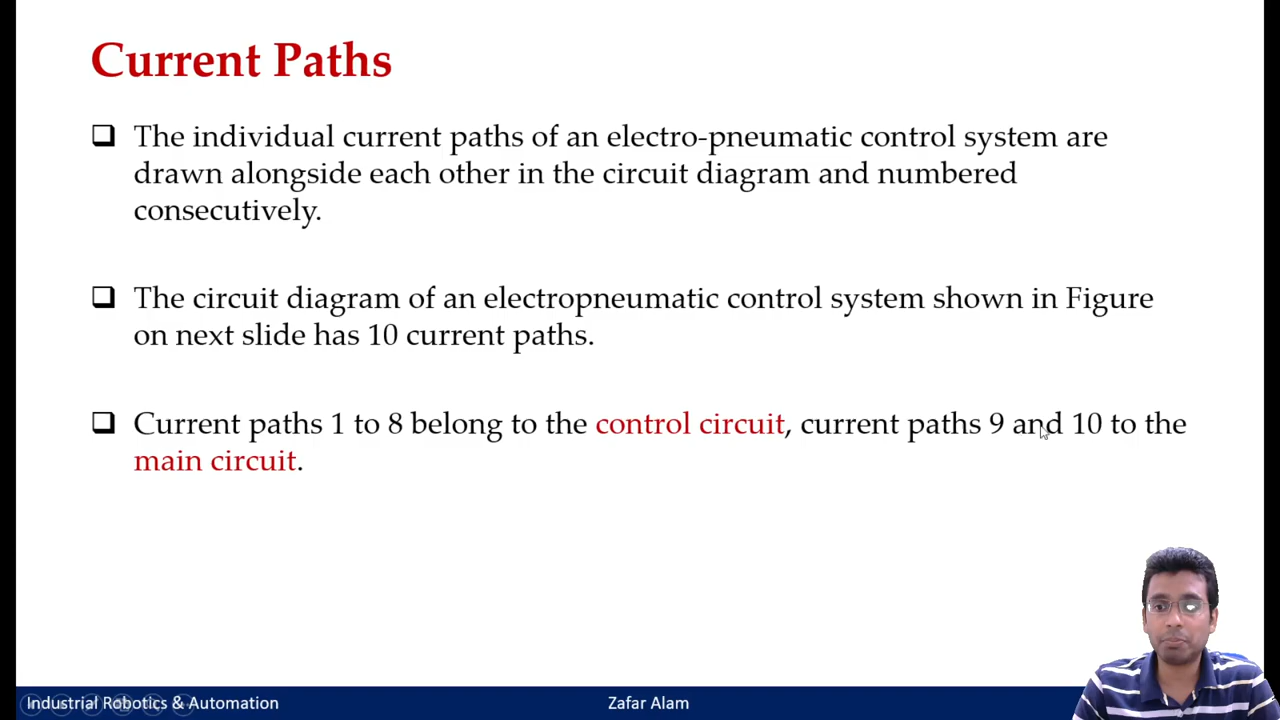 Current Paths
The individual current paths of an electro-pneumatic control system are
drawn alongside each other in the circuit diagram and numbered
consecutively.
The circuit diagram of an electropneumatic control system shown in Figure
on next slide has 10 current paths.
Current paths 1 to 8 belong to the control circuit, current paths 9 and 10 to the
main circuit.
Industrial Robotics & Automation
Zafar Alam